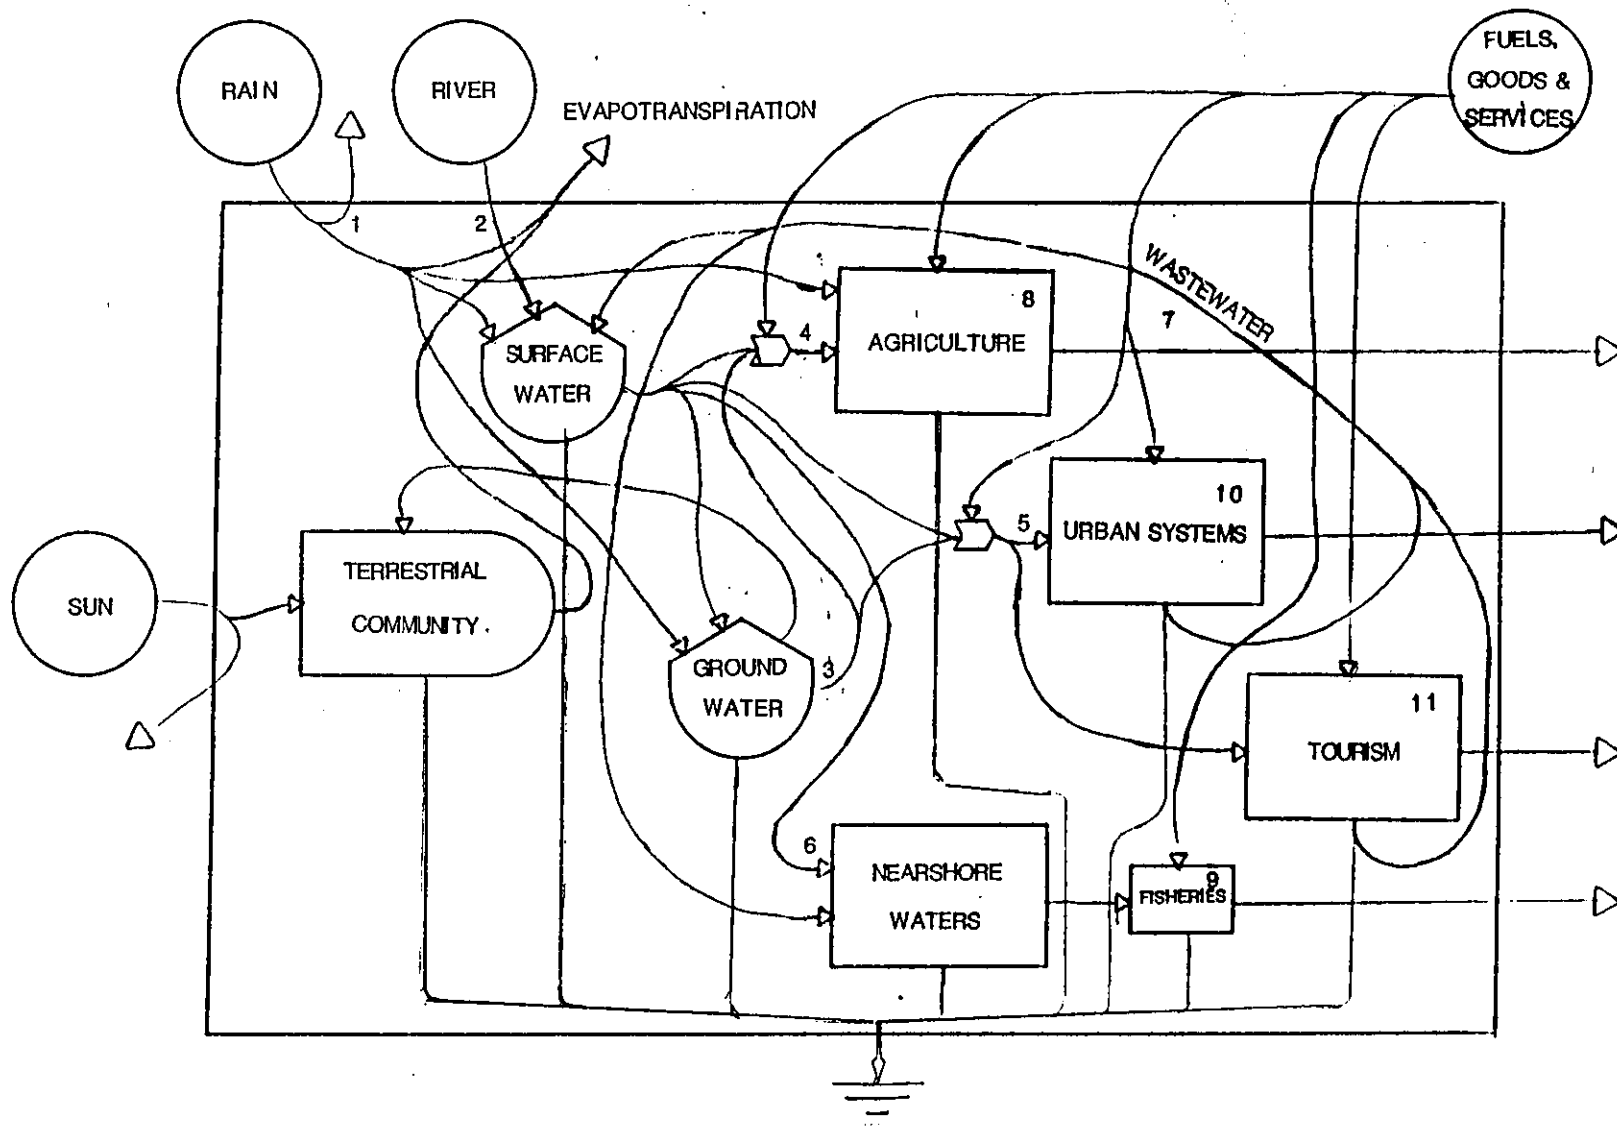 RAIN
RIVER
FUELS,
GOODS &
SERVICES
EVAPOTRANSPIRATION
1
2
WASTEWATER
7
8
AGRICULTURE
4
SURFACE
WATER
10
URBAN SYSTEMS
5
SUN
TERRESTRIAL
COMMUNITY.
GROUND
WATER
3
11
TOURISM
6
NEARSHORE
WATERS
9
FISHERIES